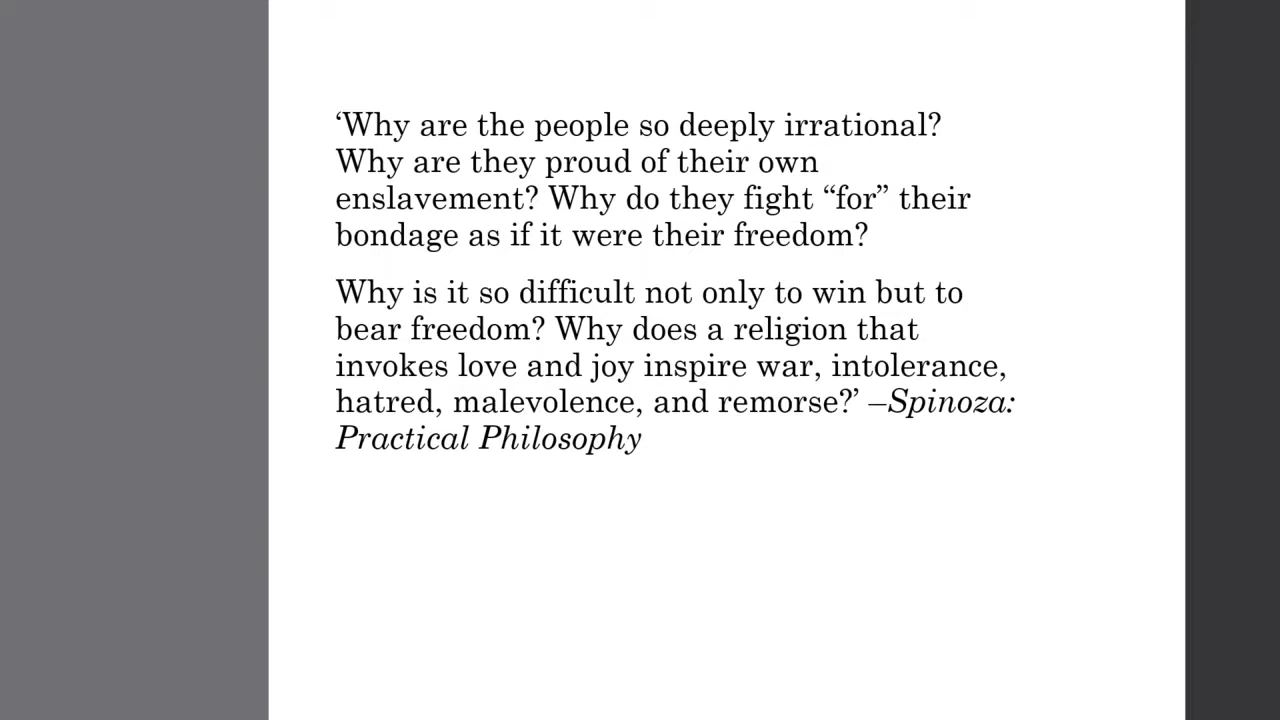 ‘Why are the people so deeply irrational?
Why are they proud of their own
enslavement? Why do they fight “for” their
bondage as if it were their freedom?
Why is it so difficult not only to win but to
bear freedom? Why does a religion that
invokes love and joy inspire war, intolerance,
hatred, malevolence, and remorse?’ –Spinoza:
Practical Philosophy